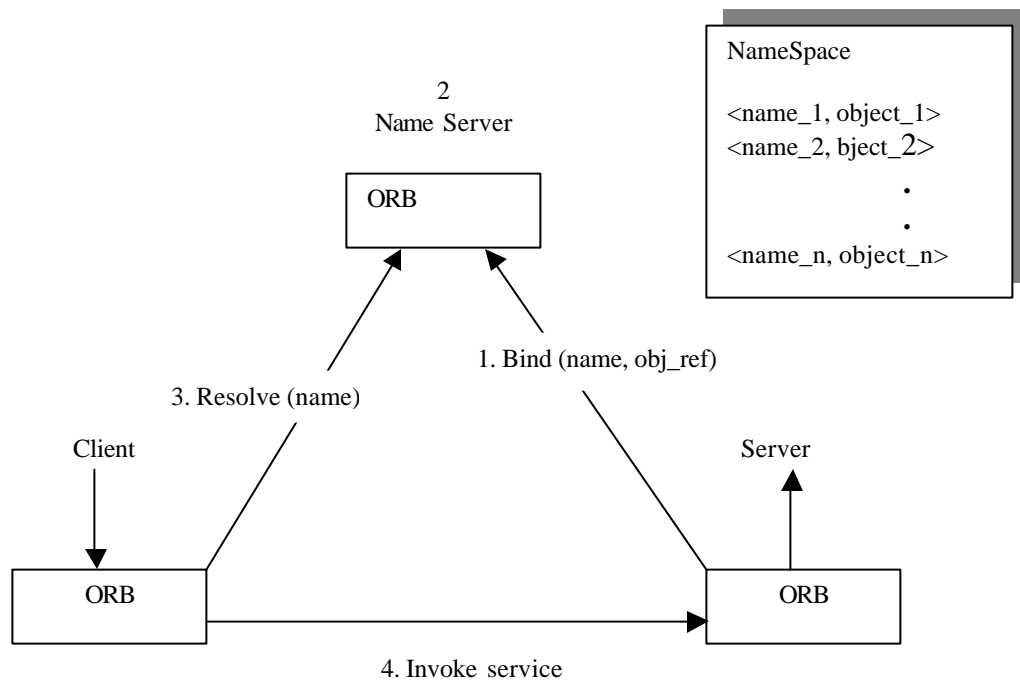 NameSpace
<name_1, object_1>
<name_2, bject_2>
.
.
<name_n, object_n>
2
Name Server
ORB
1. Bind (name, obj_ref)
3. Resolve (name)
Client
Server
ORB
ORB
4. Invoke service